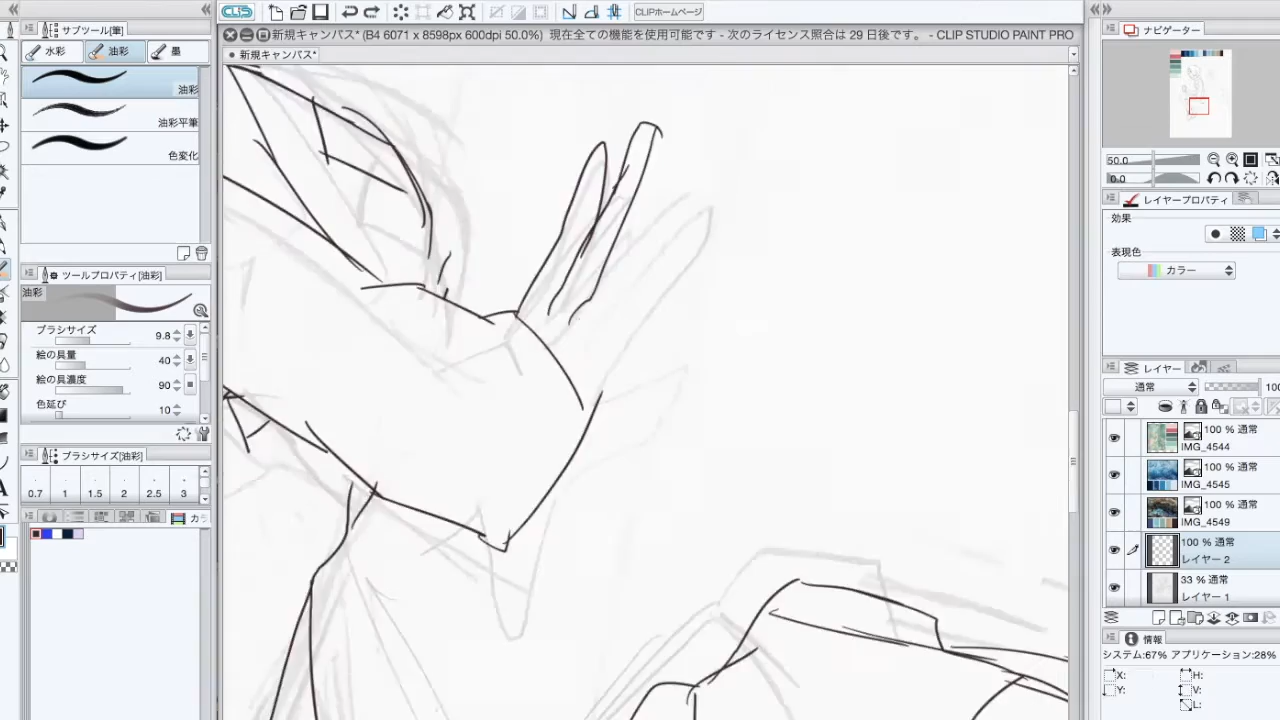 CLIP
CLIPホームページ
サブツール[筆]
水彩
油彩
墨
油彩
油彩平筆
色変化
ツールプロパティ[油彩]
油彩
ブラシサイズ 9.8
絵の具量 40
絵の具濃度 90
色延び 10
ブラシサイズ[油彩]
0.7 1 1.5 2 2.5 3
新規キャンバス*
- CLIP STUDIO PAINT PRO
現在全ての機能を使用可能です - 次のライセンス照合は 29 日後です。
新規キャンバス*
ナビゲーター
50.0
0.0
レイヤープロパティ
効果
表現色
カラー
レイヤー
通常
100 % 通常
IMG_4544
100 % 通常
IMG_4545
100 % 通常
IMG_4549
100 % 通常
レイヤー 2
33 % 通常
レイヤー 1
情報
システム:67% アプリケーション:28%
X: H:
Y: V:
L: